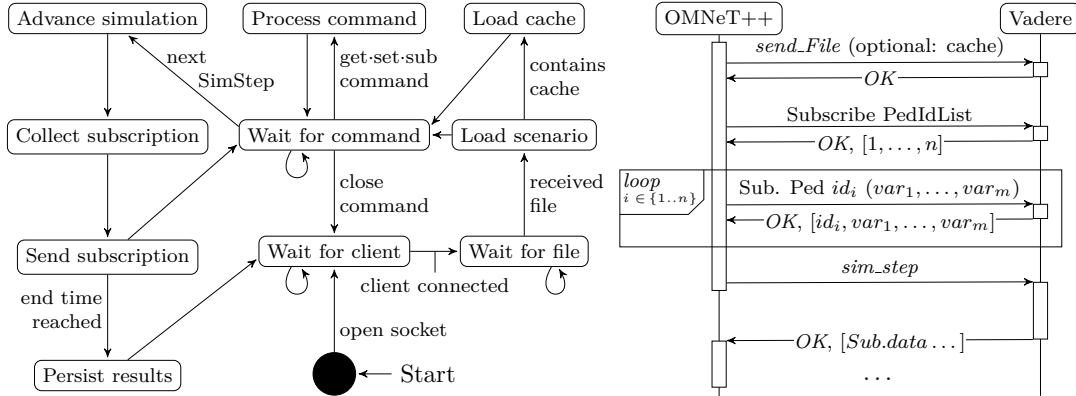 Advance simulation
Process command
Load cache
next
SimStep
get·set·sub
command
contains
cache
Collect subscription
Wait for command
Load scenario
close
command
received
file
Send subscription
Wait for client
Wait for file
client connected
end time
reached
open socket
Persist results
Start
OMNeT++
Vadere
send_File (optional: cache)
OK
Subscribe PedIdList
OK, [1, . . . , n]
loop
i ∈ {1..n}
Sub. Ped id_i (var_1, . . . , var_m)
OK, [id_i, var_1, . . . , var_m]
sim_step
OK, [Sub.data . . . ]
. . .